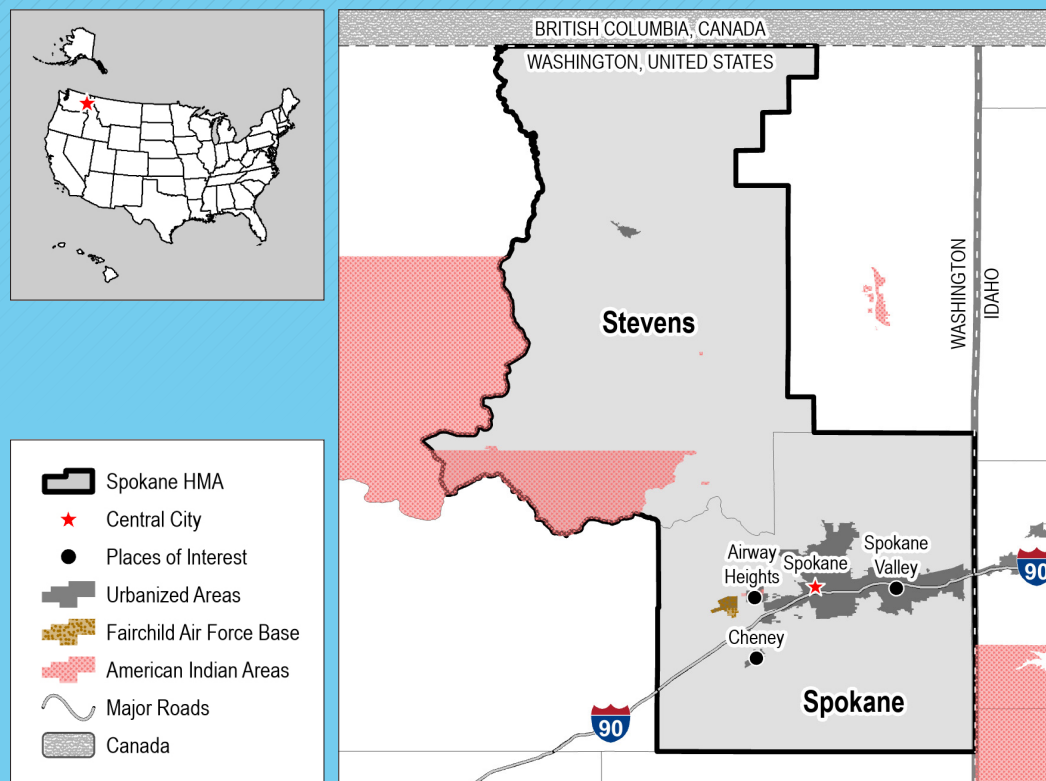 BRITISH COLUMBIA, CANADA
WASHINGTON, UNITED STATES
WASHINGTON
IDAHO
Stevens
Airway
Heights
Spokane
Spokane
Valley
90
Cheney
Spokane
90
Spokane HMA
Central City
Places of Interest
Urbanized Areas
Fairchild Air Force Base
American Indian Areas
Major Roads
Canada